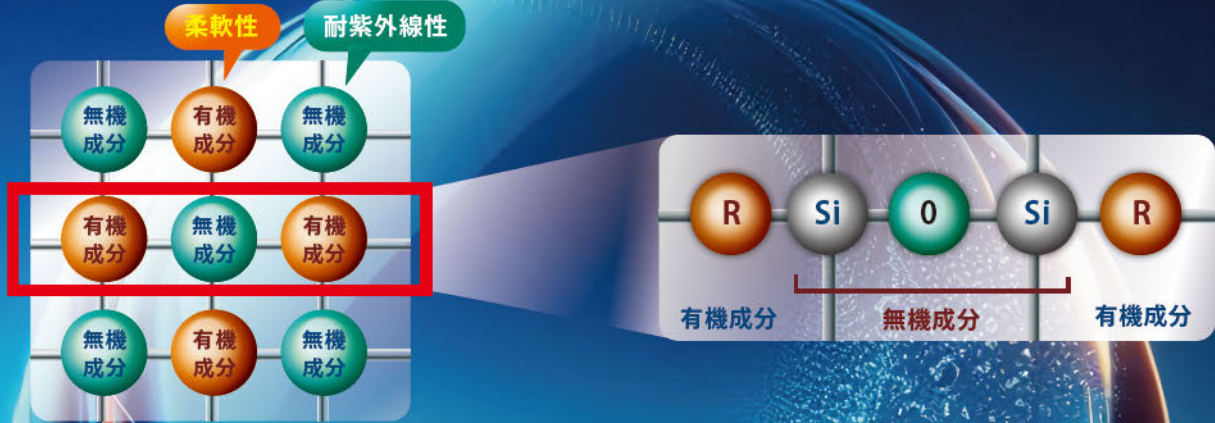 柔軟性
耐紫外線性
無機
成分
有機
成分
無機
成分
有機
成分
無機
成分
有機
成分
無機
成分
有機
成分
無機
成分
R Si O Si R
有機成分 無機成分 有機成分